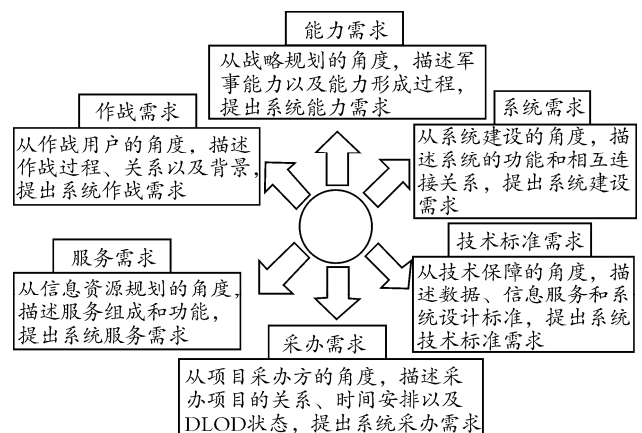 能力需求
从战略规划的角度，描述军
事能力以及能力形成过程，
提出系统能力需求
作战需求
从作战用户的角度，描述
作战过程、关系以及背景，
提出系统作战需求
系统需求
从系统建设的角度，描
述系统的功能和相互连
接关系，提出系统建设
需求
服务需求
从信息资源规划的角度，
描述服务组成和功能，
提出系统服务需求
技术标准需求
从技术保障的角度，描
述数据、信息服务和系
统设计标准，提出系统
技术标准需求
采办需求
从项目采办方的角度，描述采
办项目的关系、时间安排以及
DLOD状态，提出系统采办需求